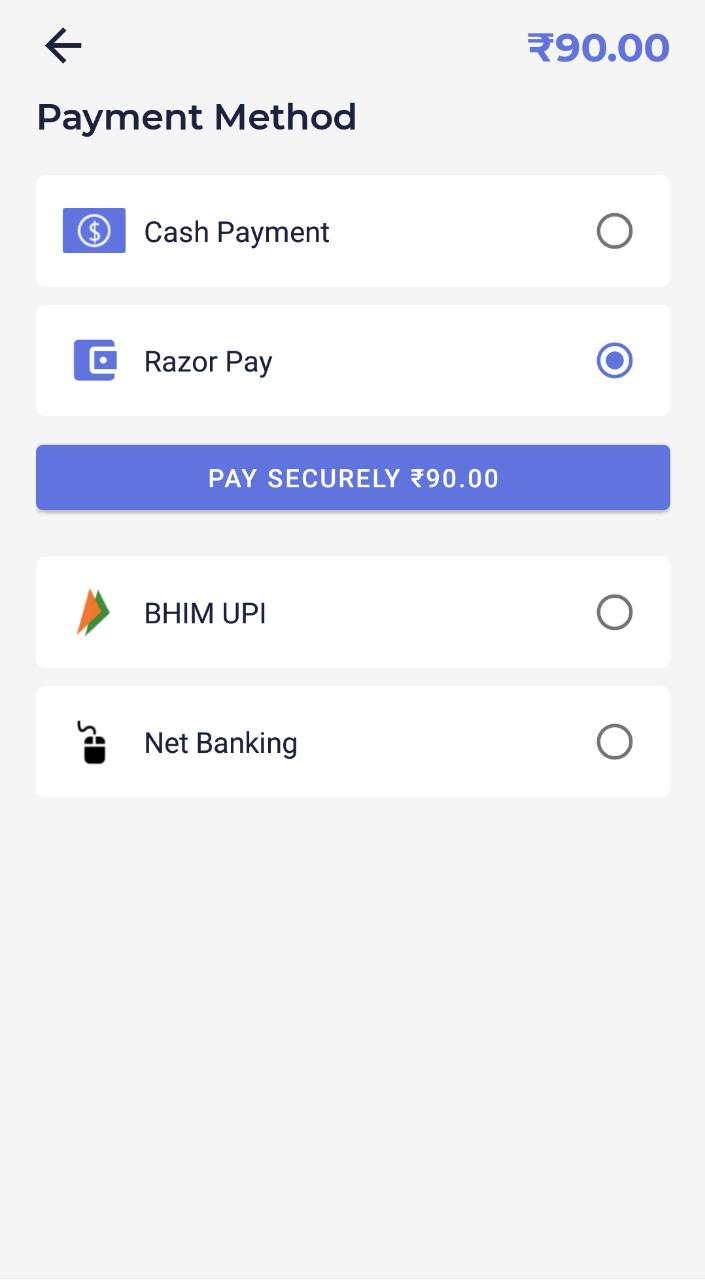 ₹90.00
Payment Method
Cash Payment
Razor Pay
PAY SECURELY ₹90.00
BHIM UPI
Net Banking